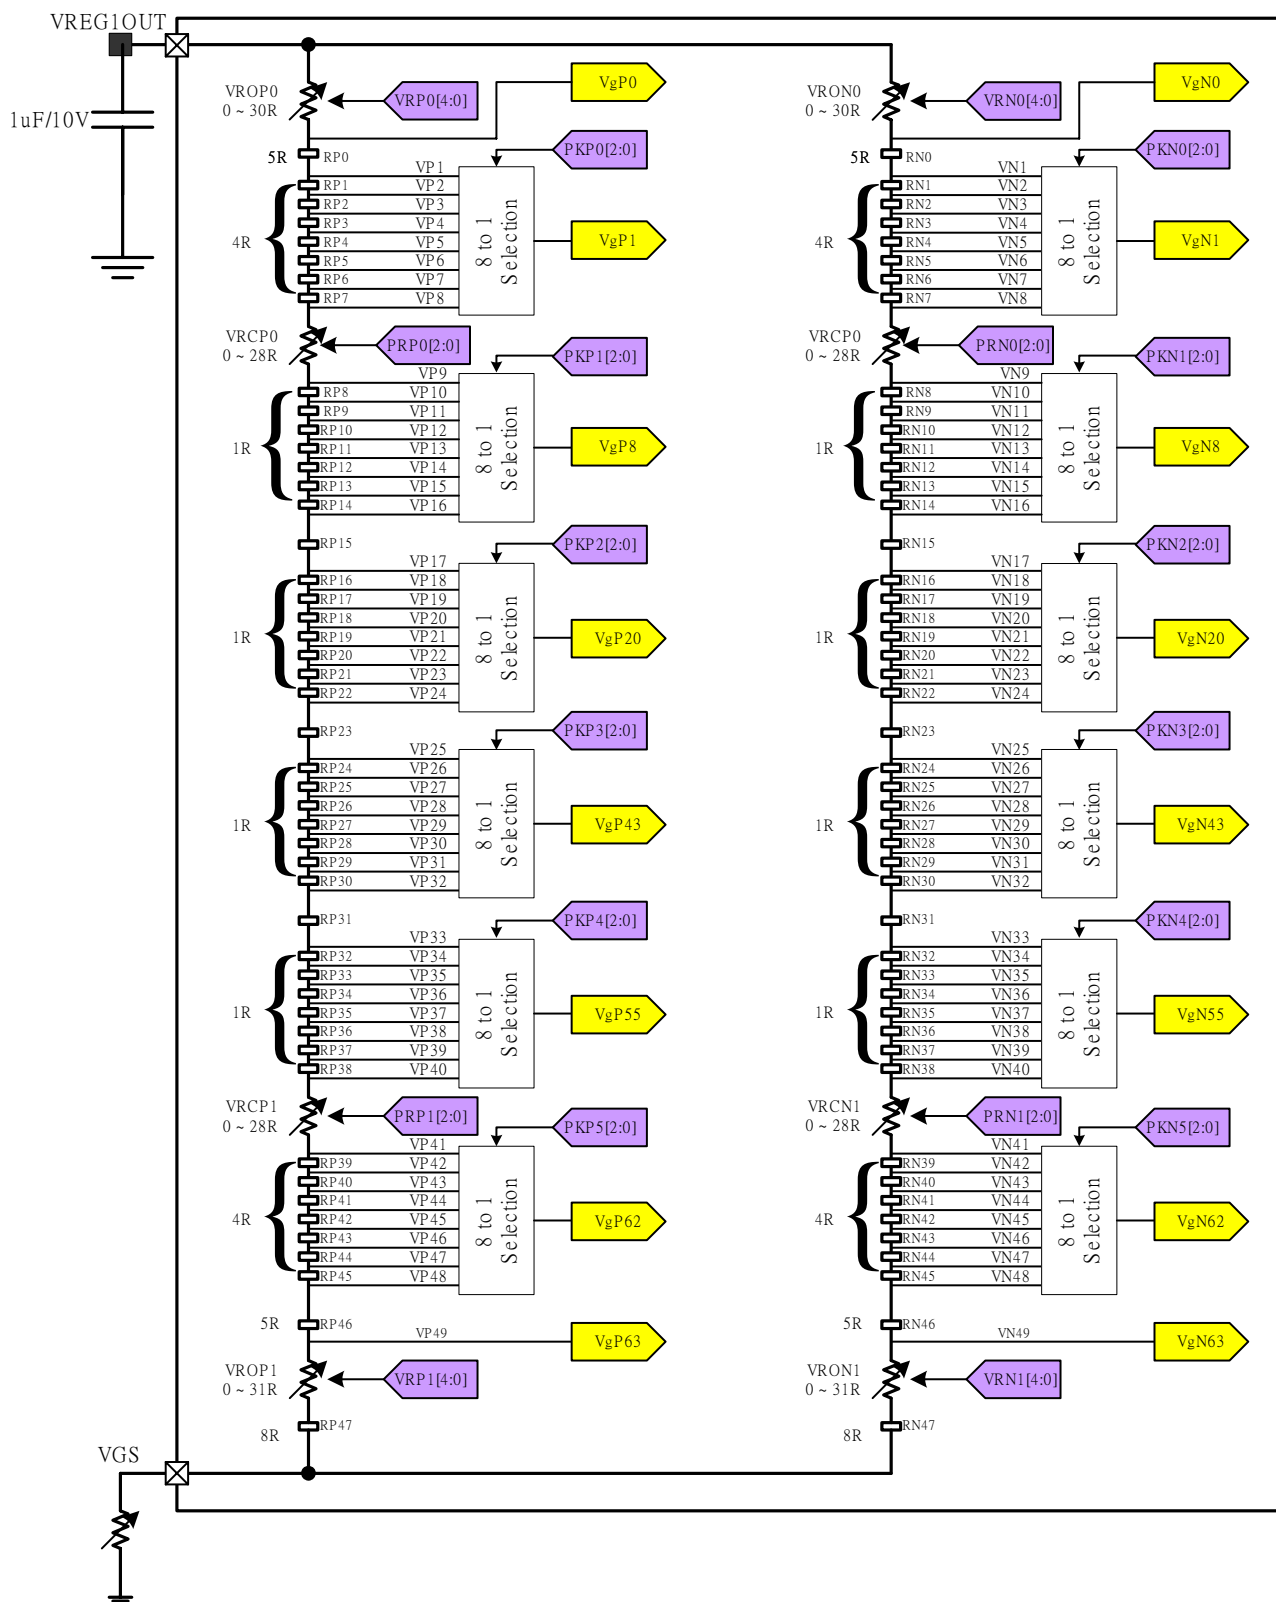 VREG1OUT
1uF/10V
VROP0
0 ~ 30R
VRP0[4:0]
VgP0
5R
RP0
PKP0[2:0]
VP1
RP1
VP2
RP2
VP3
RP3
VP4
4R
RP4
VP5
RP5
VP6
RP6
VP7
RP7
VP8
8 to 1
Selection
VgP1
VRCP0
0 ~ 28R
PRP0[2:0]
PKP1[2:0]
VP9
RP8
VP10
RP9
VP11
RP10
VP12
1R
RP11
VP13
RP12
VP14
RP13
VP15
RP14
VP16
8 to 1
Selection
VgP8
RP15
PKP2[2:0]
VP17
RP16
VP18
RP17
VP19
RP18
VP20
1R
RP19
VP21
RP20
VP22
RP21
VP23
RP22
VP24
8 to 1
Selection
VgP20
RP23
PKP3[2:0]
VP25
RP24
VP26
RP25
VP27
RP26
VP28
1R
RP27
VP29
RP28
VP30
RP29
VP31
RP30
VP32
8 to 1
Selection
VgP43
RP31
PKP4[2:0]
VP33
RP32
VP34
RP33
VP35
RP34
VP36
1R
RP35
VP37
RP36
VP38
RP37
VP39
RP38
VP40
8 to 1
Selection
VgP55
VRCP1
0 ~ 28R
PRP1[2:0]
PKP5[2:0]
VP41
RP39
VP42
RP40
VP43
RP41
VP44
4R
RP42
VP45
RP43
VP46
RP44
VP47
RP45
VP48
8 to 1
Selection
VgP62
5R
RP46
VP49
VgP63
VROP1
0 ~ 31R
VRP1[4:0]
8R
RP47
VRON0
0 ~ 30R
VRN0[4:0]
VgN0
5R
RN0
PKN0[2:0]
VN1
RN1
VN2
RN2
VN3
RN3
VN4
4R
RN4
VN5
RN5
VN6
RN6
VN7
RN7
VN8
8 to 1
Selection
VgN1
VRCP0
0 ~ 28R
PRN0[2:0]
PKN1[2:0]
VN9
RN8
VN10
RN9
VN11
RN10
VN12
1R
RN11
VN13
RN12
VN14
RN13
VN15
RN14
VN16
8 to 1
Selection
VgN8
RN15
PKN2[2:0]
VN17
RN16
VN18
RN17
VN19
RN18
VN20
1R
RN19
VN21
RN20
VN22
RN21
VN23
RN22
VN24
8 to 1
Selection
VgN20
RN23
PKN3[2:0]
VN25
RN24
VN26
RN25
VN27
RN26
VN28
1R
RN27
VN29
RN28
VN30
RN29
VN31
RN30
VN32
8 to 1
Selection
VgN43
RN31
PKN4[2:0]
VN33
RN32
VN34
RN33
VN35
RN34
VN36
1R
RN35
VN37
RN36
VN38
RN37
VN39
RN38
VN40
8 to 1
Selection
VgN55
VRCN1
0 ~ 28R
PRN1[2:0]
PKN5[2:0]
VN41
RN39
VN42
RN40
VN43
RN41
VN44
4R
RN42
VN45
RN43
VN46
RN44
VN47
RN45
VN48
8 to 1
Selection
VgN62
5R
RN46
VN49
VgN63
VRON1
0 ~ 31R
VRN1[4:0]
8R
RN47
VGS